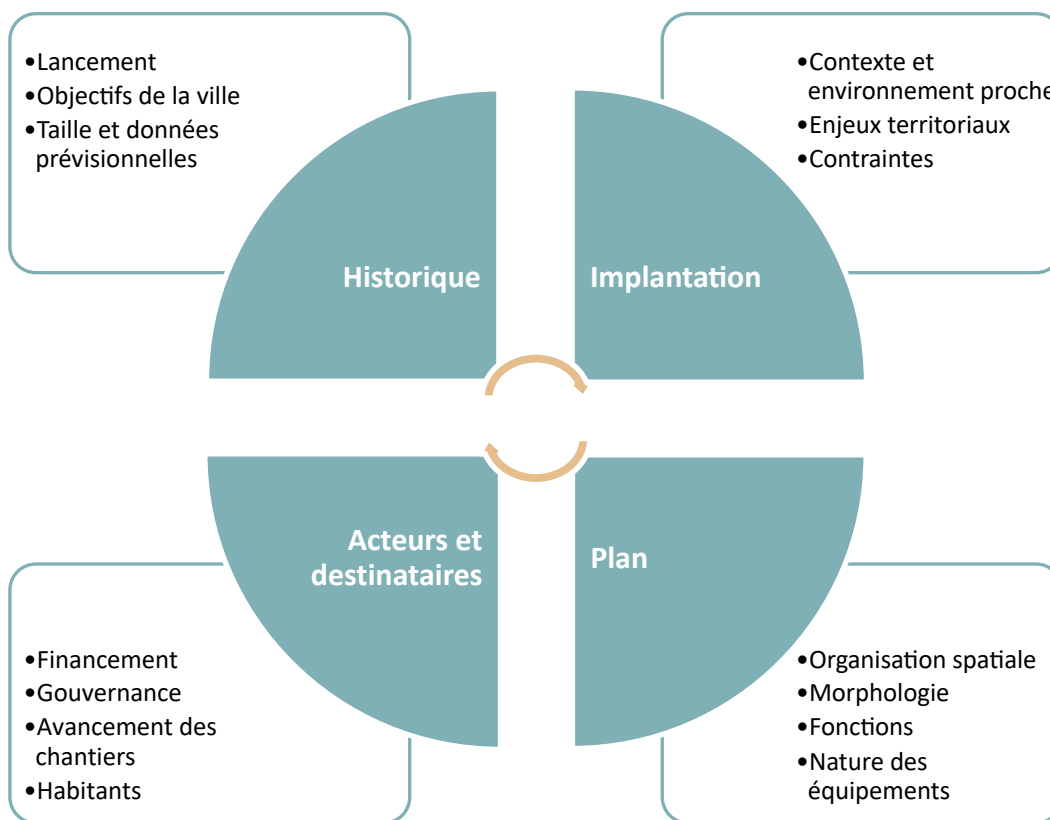 •Lancement
•Objectifs de la ville
•Taille et données
prévisionnelles
•Contexte et
environnement proche
•Enjeux territoriaux
•Contraintes
Historique
Implantation
Acteurs et
destinataires
Plan
•Financement
•Gouvernance
•Avancement des
chantiers
•Habitants
•Organisation spatiale
•Morphologie
•Fonctions
•Nature des
équipements